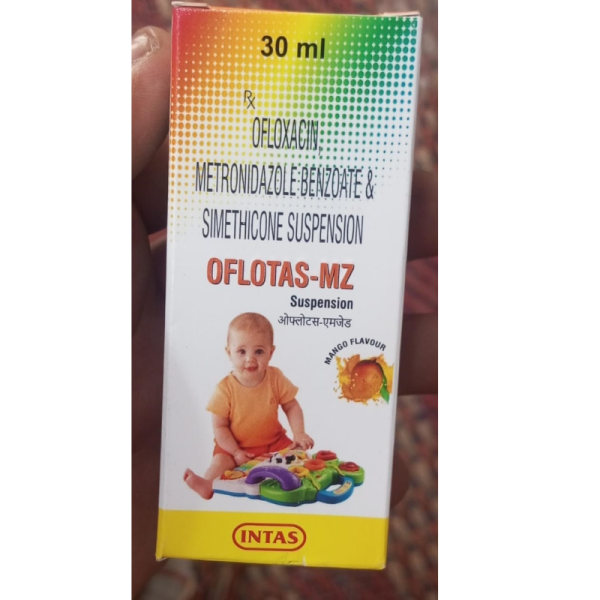 30 ml
Rx
OFLOXACIN,
METRONIDAZOLE BENZOATE &
SIMETHICONE SUSPENSION
OFLOTAS-MZ
Suspension
ओफ्लोटस-एमजेड
MANGO FLAVOUR
INTAS